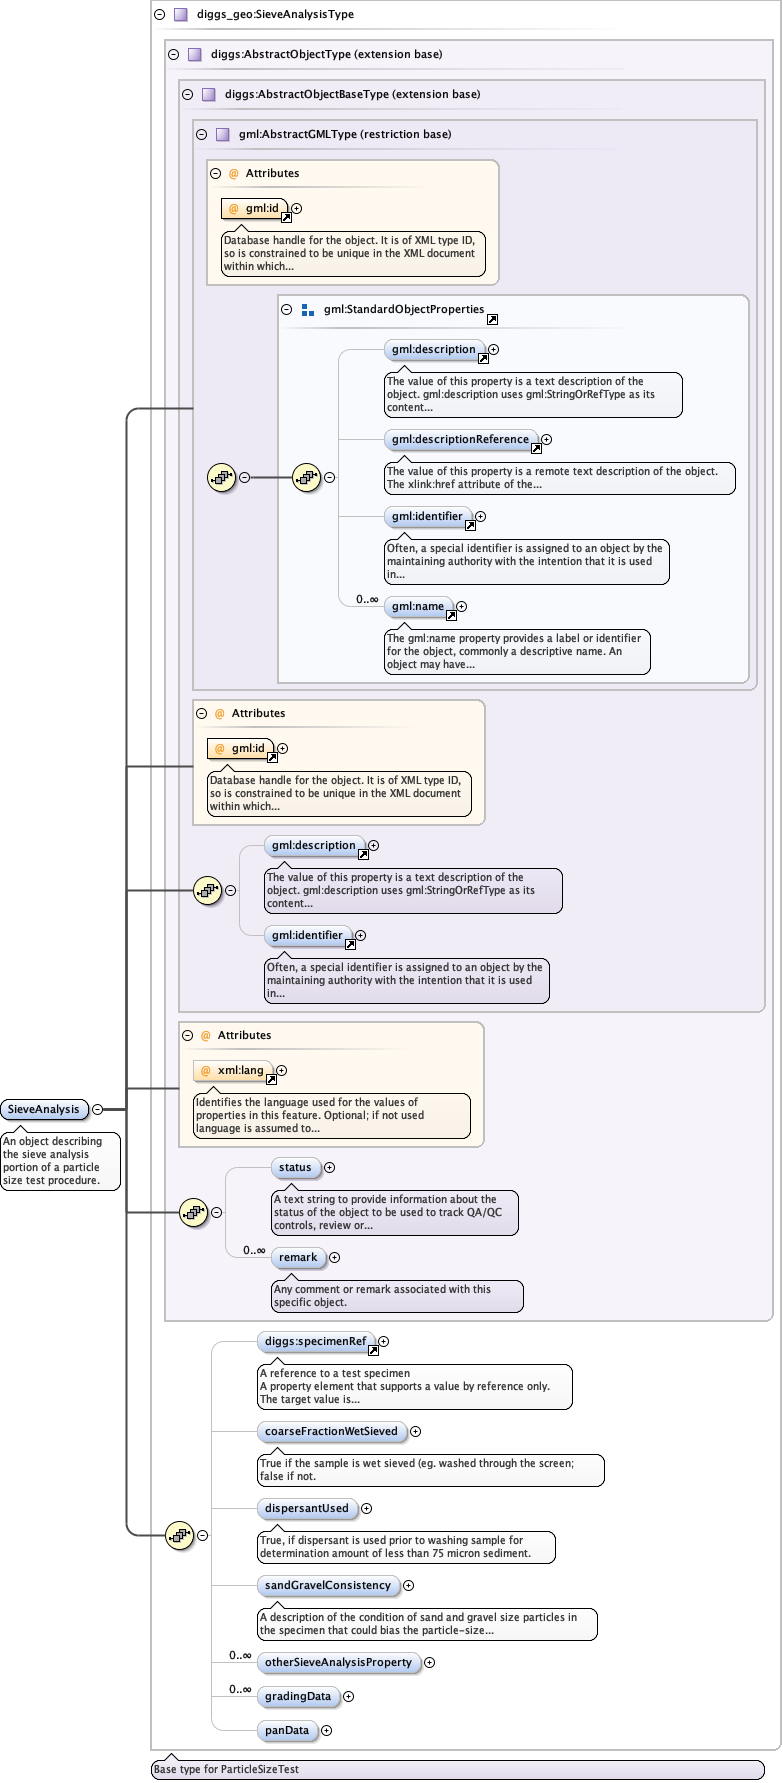 diggs_geo:SieveAnalysisType
diggs:AbstractObjectType (extension base)
diggs:AbstractObjectBaseType (extension base)
gml:AbstractGMLType (restriction base)
@ Attributes
@ gml:id
Database handle for the object. It is of XML type ID,
so is constrained to be unique in the XML document
within which...
gml:StandardObjectProperties
gml:description
The value of this property is a text description of the
object. gml:description uses gml:StringOrRefType as its
content...
gml:descriptionReference
The value of this property is a remote text description of the object.
The xlink:href attribute of the...
gml:identifier
Often, a special identifier is assigned to an object by the
maintaining authority with the intention that it is used
in...
0..∞
gml:name
The gml:name property provides a label or identifier
for the object, commonly a descriptive name. An
object may have...
@ Attributes
@ gml:id
Database handle for the object. It is of XML type ID,
so is constrained to be unique in the XML document
within which...
gml:description
The value of this property is a text description of the
object. gml:description uses gml:StringOrRefType as its
content...
gml:identifier
Often, a special identifier is assigned to an object by the
maintaining authority with the intention that it is used
in...
@ Attributes
@ xml:lang
Identifies the language used for the values of
properties in this feature. Optional; if not used
language is assumed to...
SieveAnalysis
An object describing
the sieve analysis
portion of a particle
size test procedure.
status
A text string to provide information about the
status of the object to be used to track QA/QC
controls, review or...
0..∞
remark
Any comment or remark associated with this
specific object.
diggs:specimenRef
A reference to a test specimen
A property element that supports a value by reference only.
The target value is...
coarseFractionWetSieved
True if the sample is wet sieved (eg. washed through the screen;
false if not.
dispersantUsed
True, if dispersant is used prior to washing sample for
determination amount of less than 75 micron sediment.
sandGravelConsistency
A description of the condition of sand and gravel size particles in
the specimen that could bias the particle-size...
0..∞
otherSieveAnalysisProperty
0..∞
gradingData
panData
Base type for ParticleSizeTest